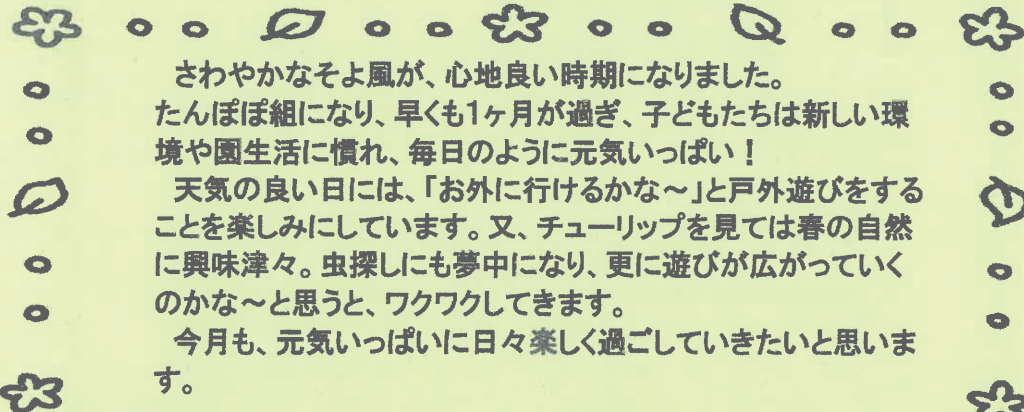 さわやかなそよ風が、心地良い時期になりました。
たんぽぽ組になり、早くも1ヶ月が過ぎ、子どもたちは新しい環
境や園生活に慣れ、毎日のように元気いっぱい！
天気の良い日には、「お外に行けるかな～」と戸外遊びをする
ことを楽しみにしています。又、チューリップを見ては春の自然
に興味津々。虫探しにも夢中になり、更に遊びが広がっていく
のかな～と思うと、ワクワクしてきます。
今月も、元気いっぱいに日々楽しく過ごしていきたいと思いま
す。